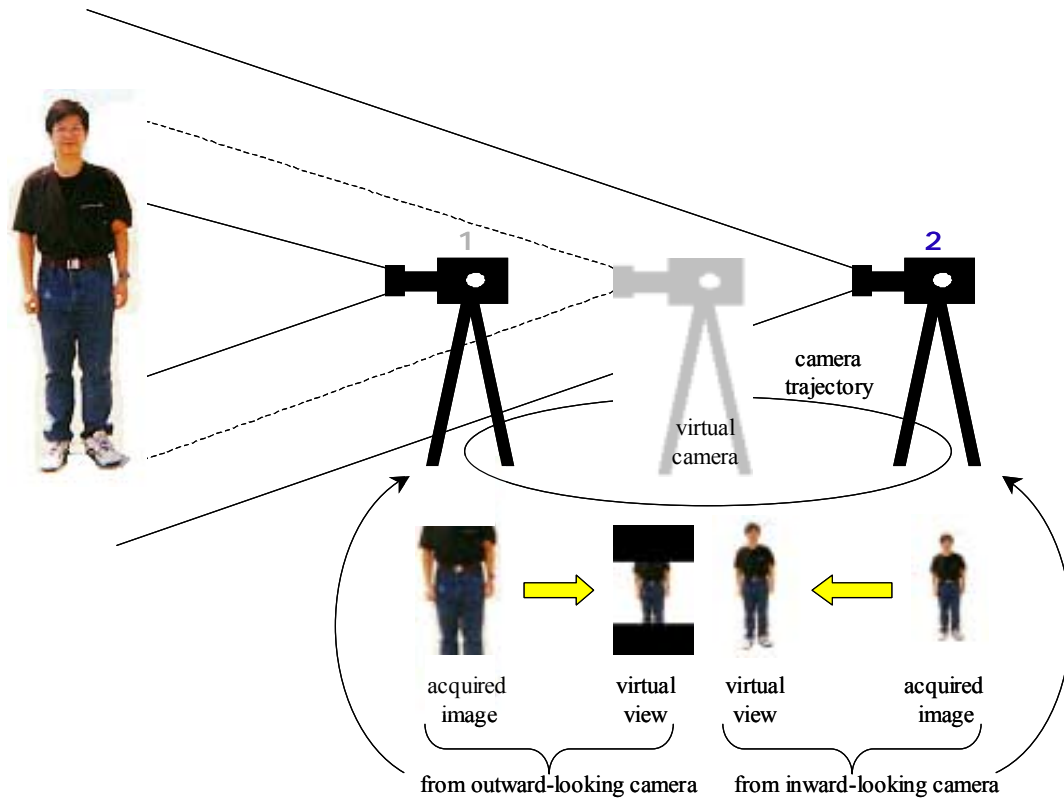 1
2
camera
trajectory
virtual
camera
acquired
image
virtual
view
virtual
view
acquired
image
from outward-looking camera
from inward-looking camera